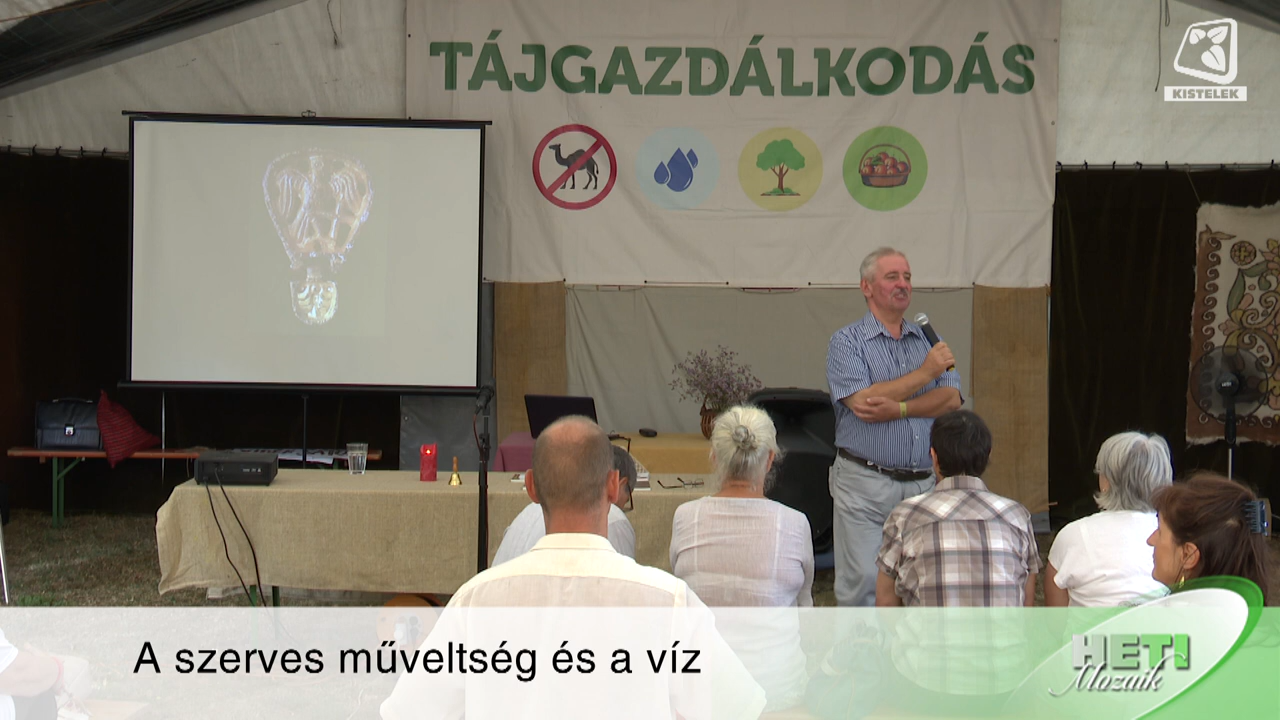 TÁJGAZDÁLKODÁS
KISTELEK
A szerves műveltség és a víz
HETI
Mozaik